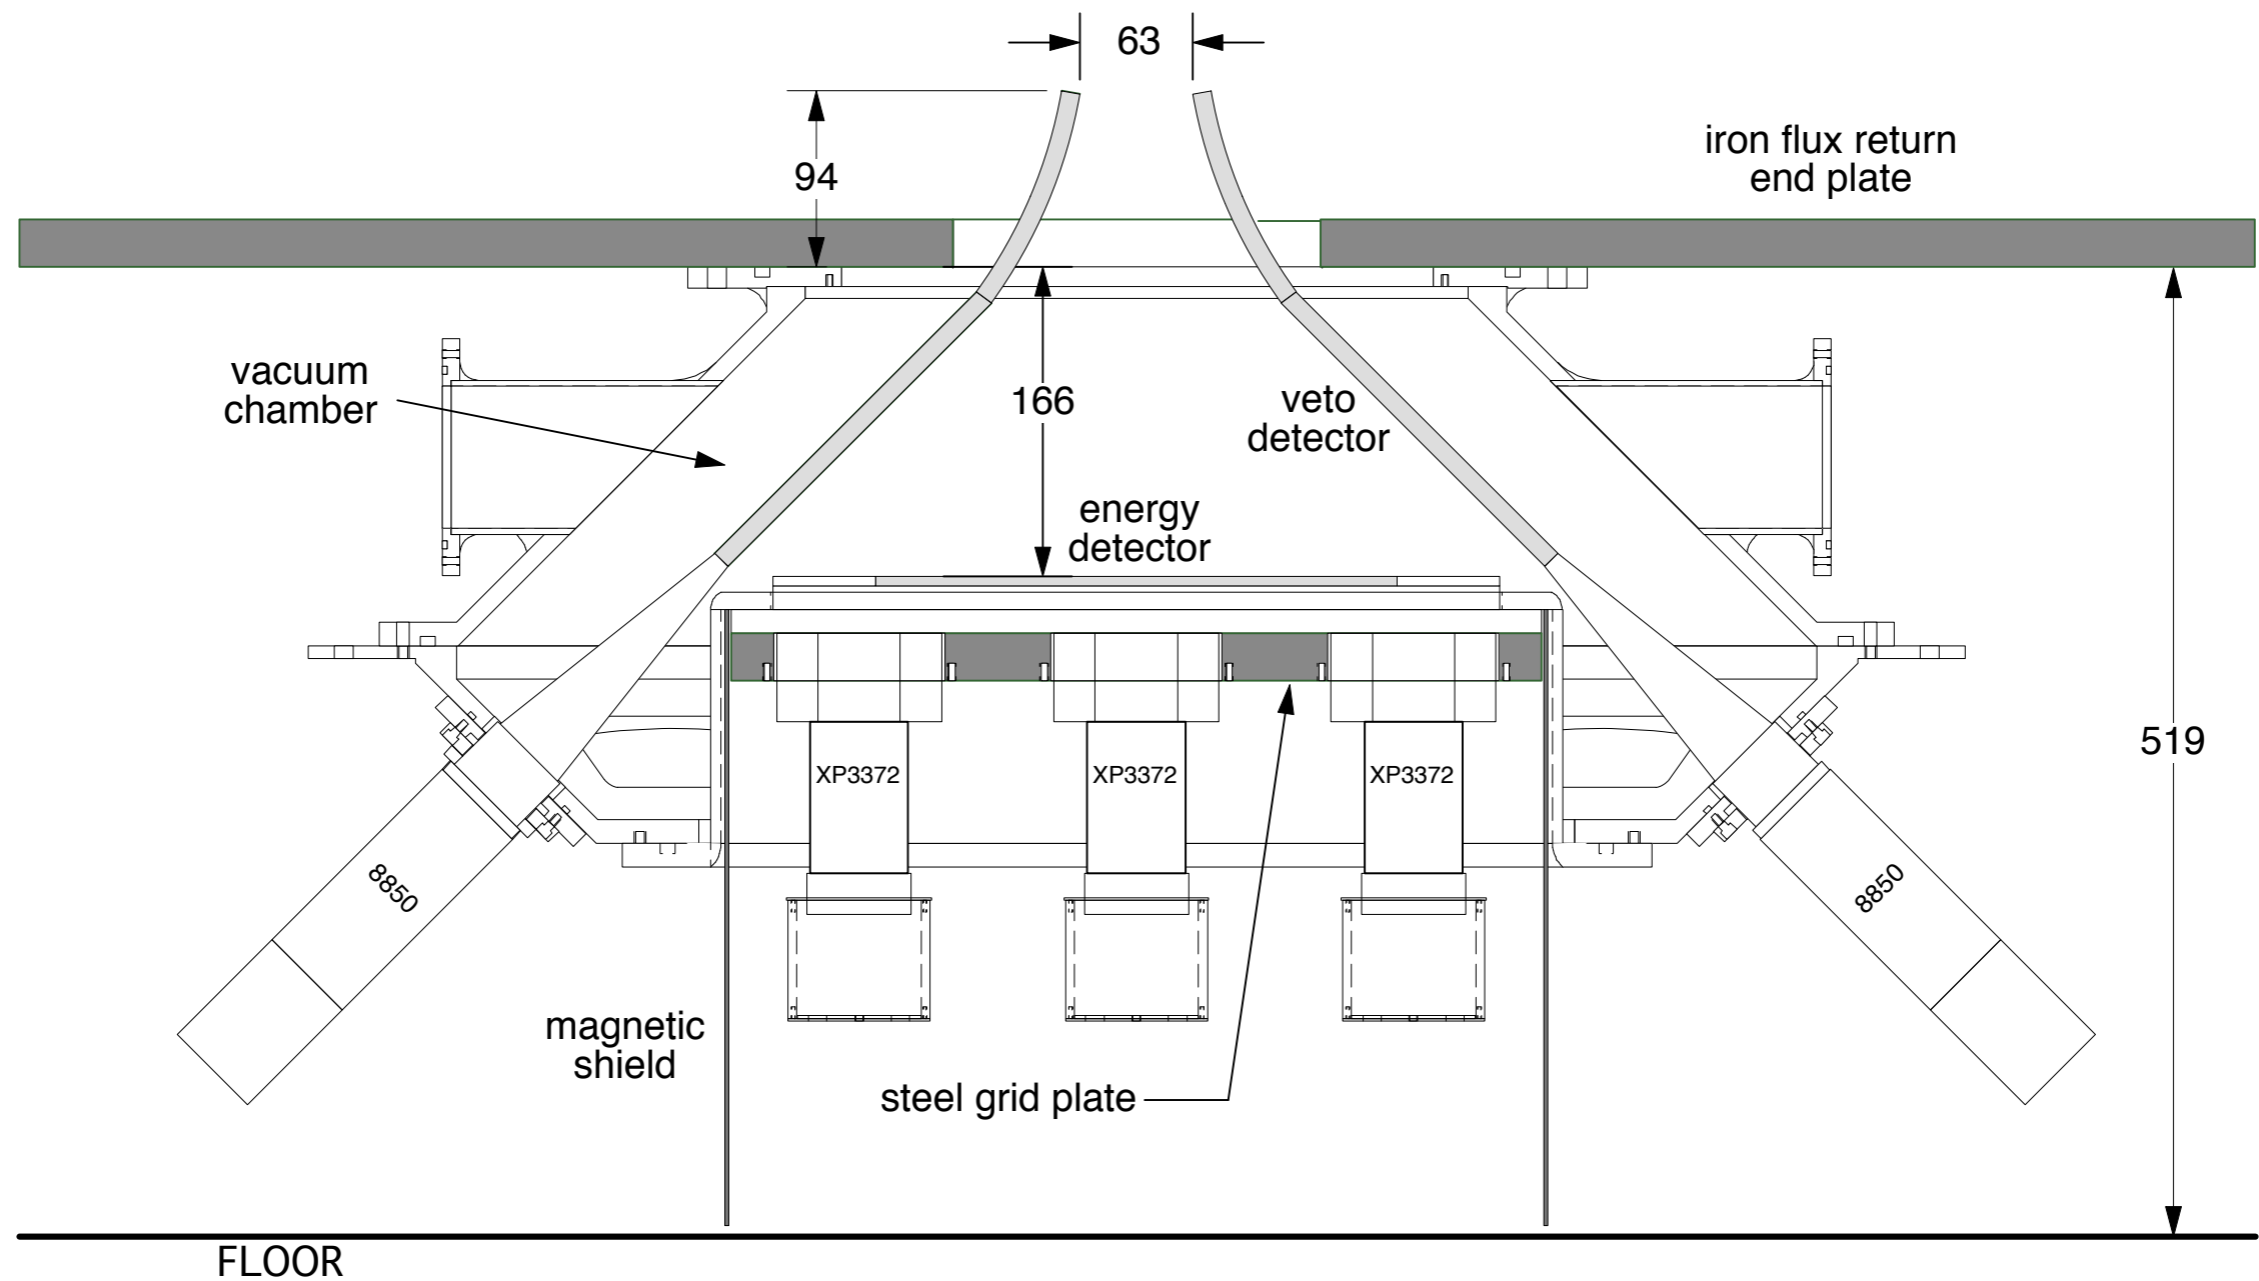 63
iron flux return
end plate
94
vacuum
chamber
166
veto
detector
energy
detector
519
XP3372
XP3372
XP3372
8850
8850
magnetic
shield
steel grid plate
FLOOR